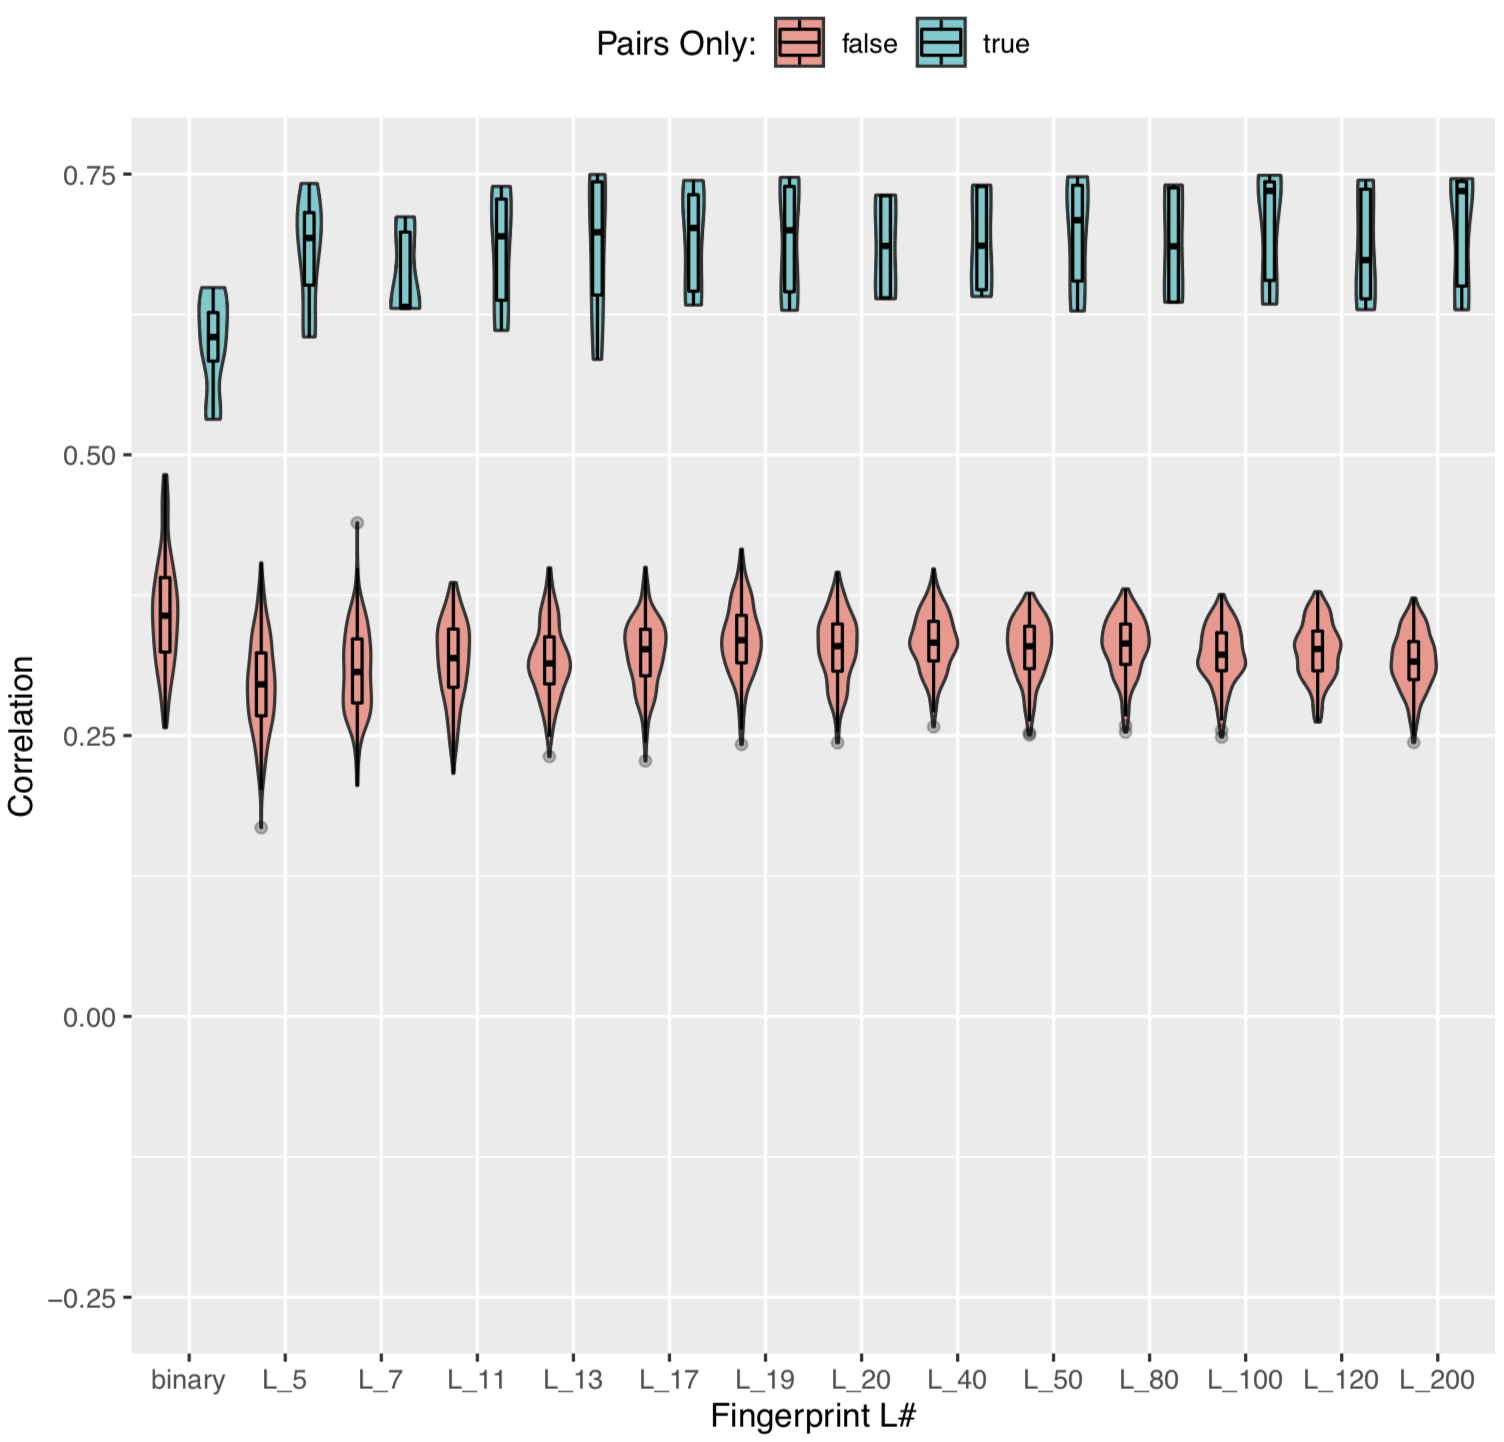 Pairs Only: false true
0.75
0.50
0.25
0.00
−0.25
Correlation
binary L_5 L_7 L_11 L_13 L_17 L_19 L_20 L_40 L_50 L_80 L_100 L_120 L_200
Fingerprint L#